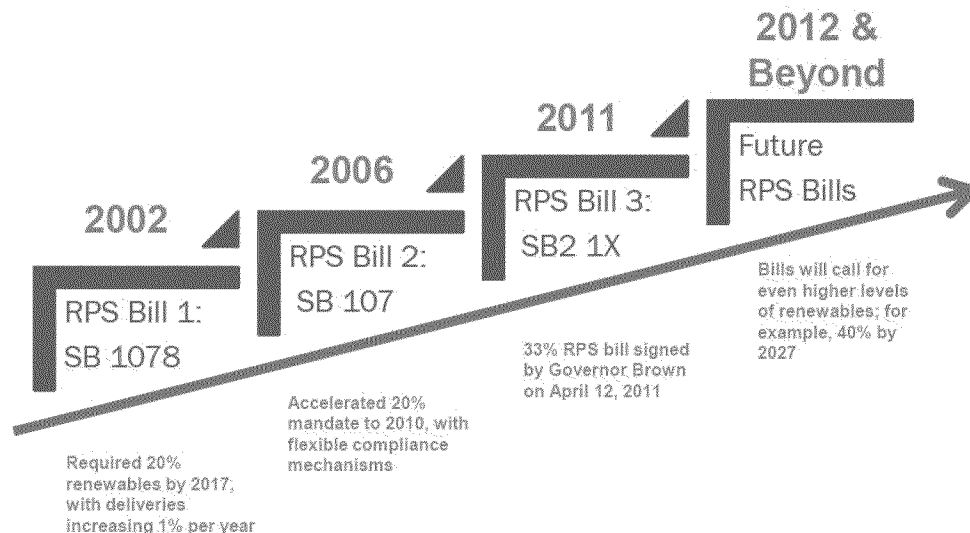 2002
RPS Bill 1:
SB 1078
Required 20%
renewables by 2017,
with deliveries
increasing 1% per year
2006
RPS Bill 2:
SB 107
Accelerated 20%
mandate to 2010, with
flexible compliance
mechanisms
2011
RPS Bill 3:
SB2 1X
33% RPS bill signed
by Governor Brown
on April 12, 2011
2012 &
Beyond
Future
RPS Bills
Bills will call for
even higher levels
of renewables; for
example, 40% by
2027